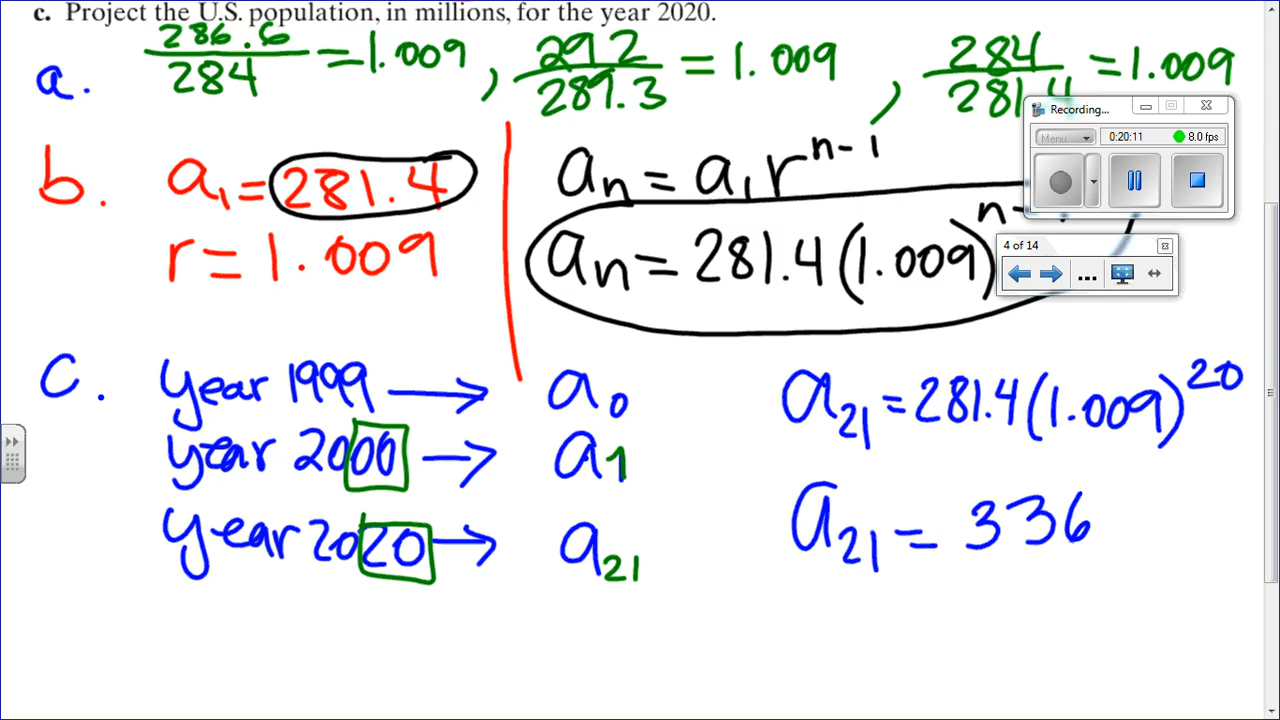 c. Project the U.S. population, in millions, for the year 2020.
a. 286.6/284 = 1.009 , 292/289.3 = 1.009 , 284/281.4 = 1.009
Recording...
Menu 0:20:11 8.0 fps
b. a₁ = 281.4
aₙ = a₁ rⁿ⁻¹
r = 1.009
aₙ = 281.4 (1.009)ⁿ⁻
4 of 14
...
c. year 1999 → a₀
a₂₁ = 281.4 (1.009)²⁰
year 2000 → a₁
year 2020 → a₂₁
a₂₁ = 336